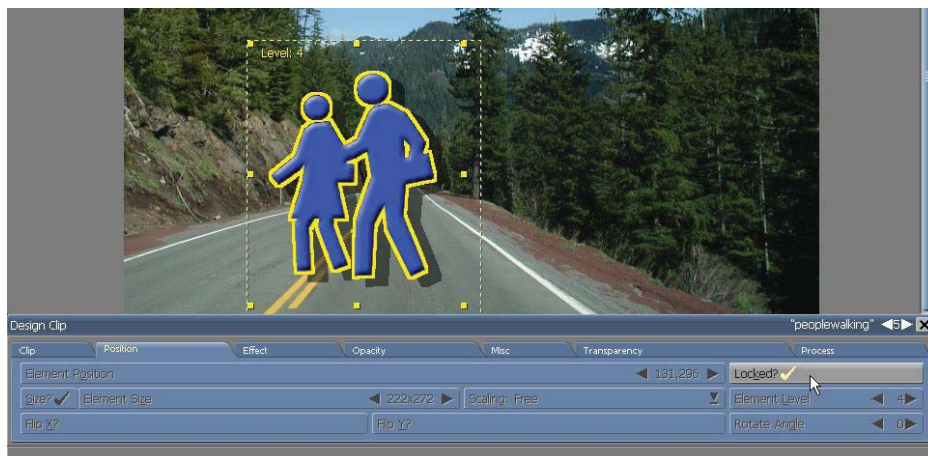 Level: 4
Design Clip "peoplewalking" 5
Clip Position Effect Opacity Misc Transparency Process
Element Position 131,296 Locked?
Size? Element Size 222x272 Scaling: Free Element Level 4
Flip X? Flip Y? Rotate Angle 0